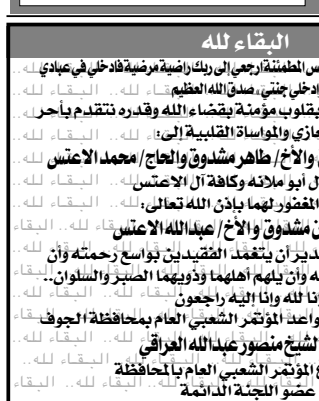 البقاء لله
المطمئنة ارجعي إلى ربك راضية مرضية فادخلي في عبادي
وادخلي جنتي، صدق الله العظيم
بقلوب مؤمنة بقضاء الله وقدره نتقدم بأحر
عازي والمواساة القلبية إلى:
والأخ/ طاهر مشدوق والحاج/ محمد الاعتس
ل أبو ملانه وكافة آل الاعتس
المغفور لهما بإذن الله تعالى:
ن مشدوق والأخ/ عبدالله الاعتس
دير أن يتغمد الفقيدين بواسع رحمته وأن
ه وأن يلهم أهلهما وذويهما الصبر والسلوان..
إنا لله وإنا إليه راجعون
واعد المؤتمر الشعبي العام بمحافظة الجوف
الشيخ منصور عبدالله العراقي
ع المؤتمر الشعبي العام بالمحافظة
عضو اللجنة الدائمة